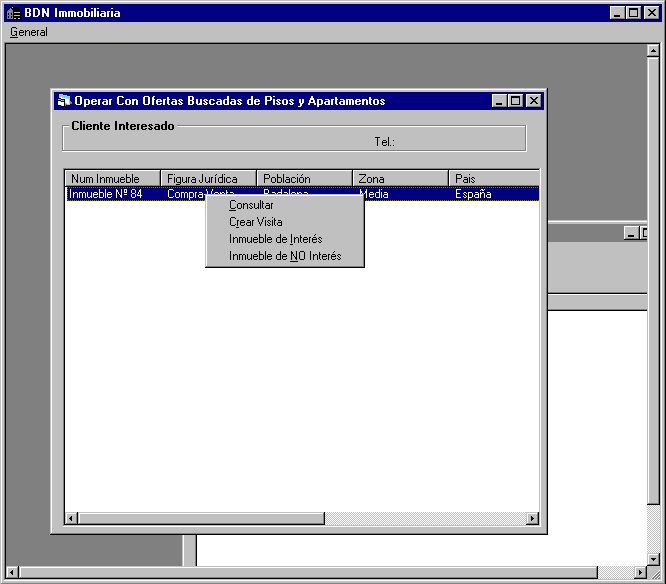 BDN Immobiliaria
General
Operar Con Ofertas Buscadas de Pisos y Apartamentos
Cliente Interesado
Tel.:
Num Inmueble Figura Jurídica Población Zona Pais
Inmueble Nº 84 Compra-Venta Badalona Media España
Consultar
Crear Visita
Inmueble de Interés
Inmueble de NO Interés